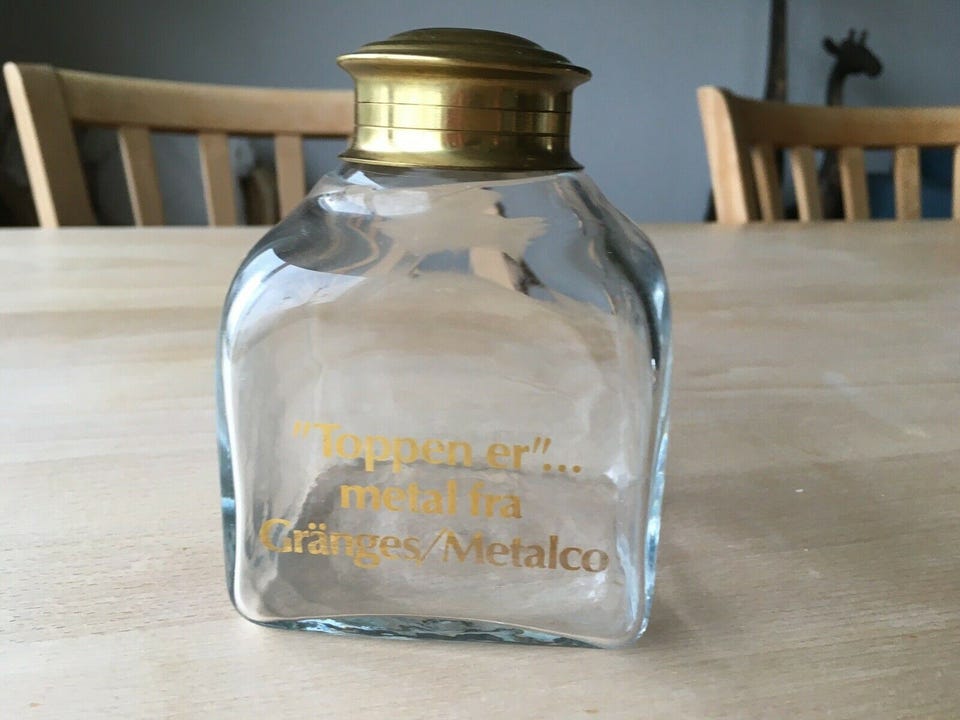 "Toppen er"...
metal fra
Gränges/Metalco